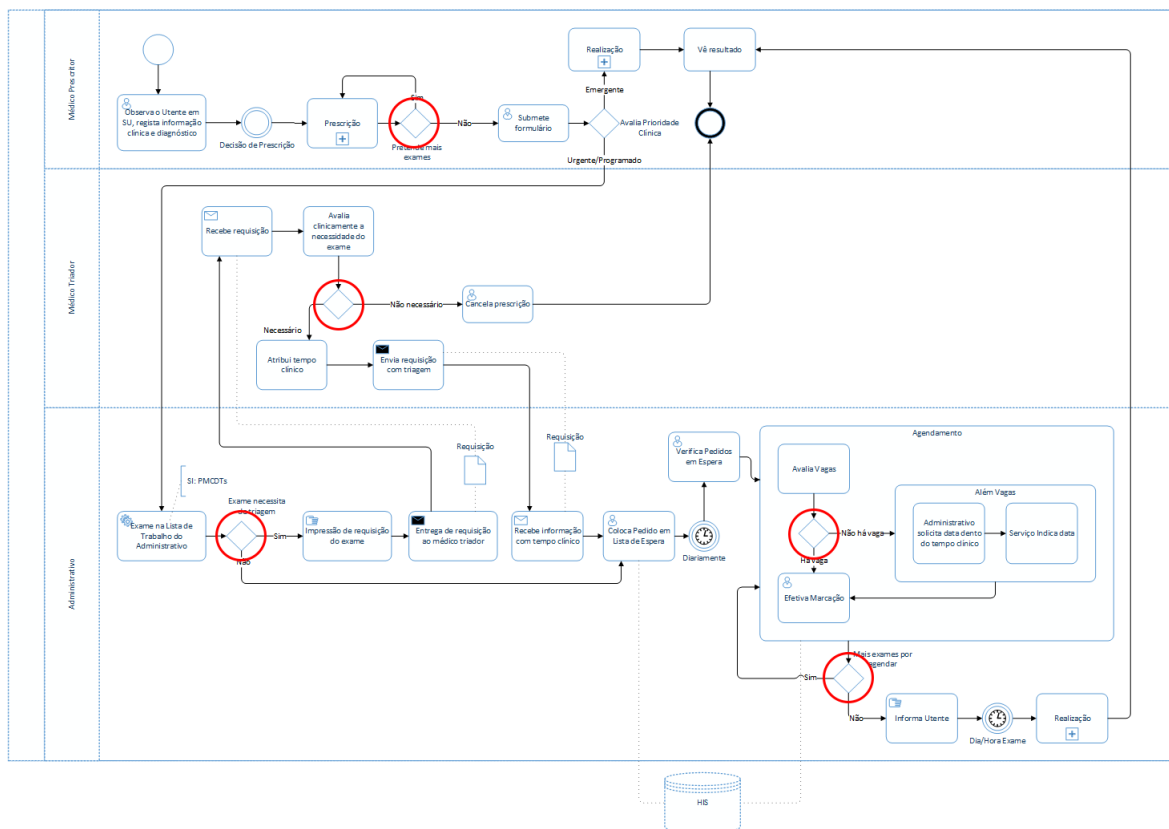 Médico Prescritor
Observa o Utente em
SU, regista informação
clínica e diagnóstico
Decisão de Prescrição
Prescrição
Sim
Pretende mais
exames
Não
Submete
formulário
Realização
Emergente
Avalia Prioridade
Clinica
Urgente/Programado
Vê resultado
Médico Triador
Recebe requisição
Avalia
clinicamente a
necessidade do
exame
Não necessário
Cancela prescrição
Necessário
Atribui tempo
clínico
Envia requisição
com triagem
Administrativo
SI: PMCDTs
Exame na Lista de
Trabalho do
Administrativo
Exame necessita
de triagem
Sim
Não
Impressão de requisição
do exame
Requisição
Entrega de requisição
ao médico triador
Requisição
Recebe informação
com tempo clínico
Coloca Pedido em
Lista de Espera
Diariamente
Verifica Pedidos
em Espera
Agendamento
Avalia Vagas
Não há vaga
Há vaga
Além Vagas
Administrativo
solicita data dento
do tempo clínico
Serviço Indica data
Efetiva Marcação
Mais exames por
agendar
Sim
Não
Informa Utente
Dia/Hora Exame
Realização
HIS